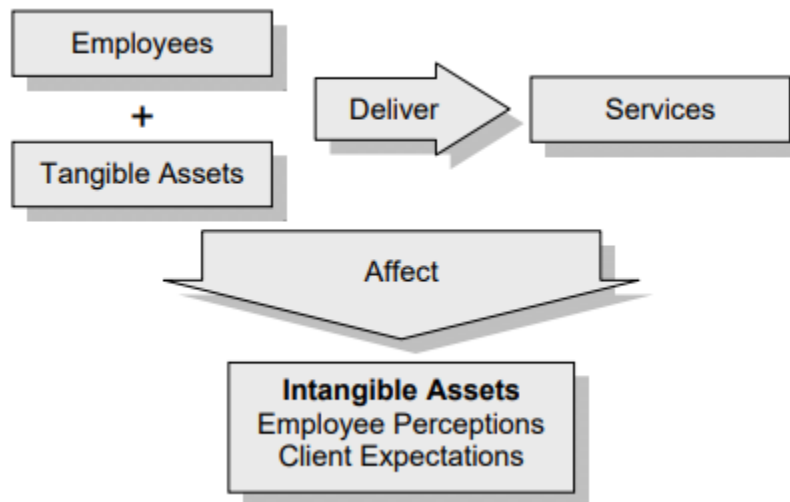 Employees
+
Tangible Assets
Deliver
Services
Affect
Intangible Assets
Employee Perceptions
Client Expectations